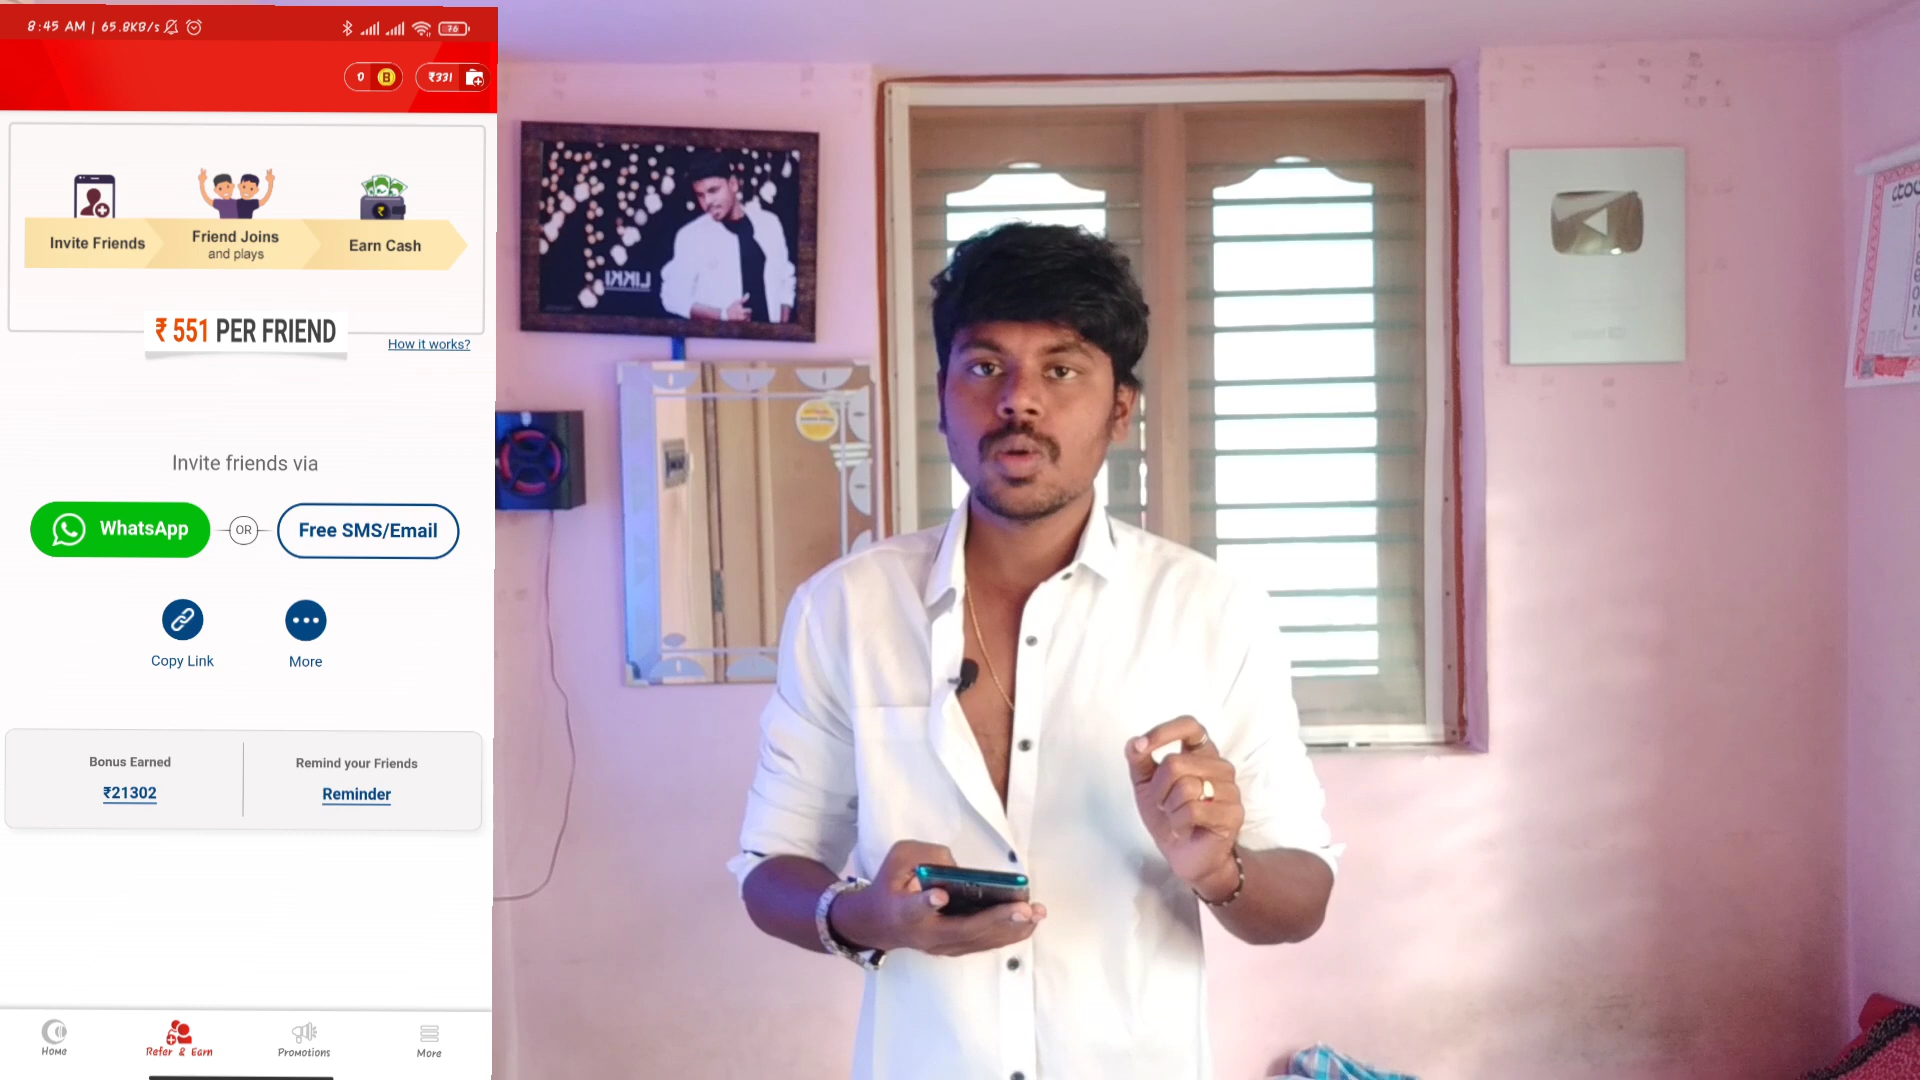 8:45 AM | 65.8KB/s
76
0
B
₹331
Invite Friends
Friend Joins
and plays
Earn Cash
₹ 551 PER FRIEND
How it works?
Invite friends via
WhatsApp
OR
Free SMS/Email
Copy Link
More
Bonus Earned
₹21302
Remind your Friends
Reminder
Home
Refer & Earn
Promotions
More
LIKKI